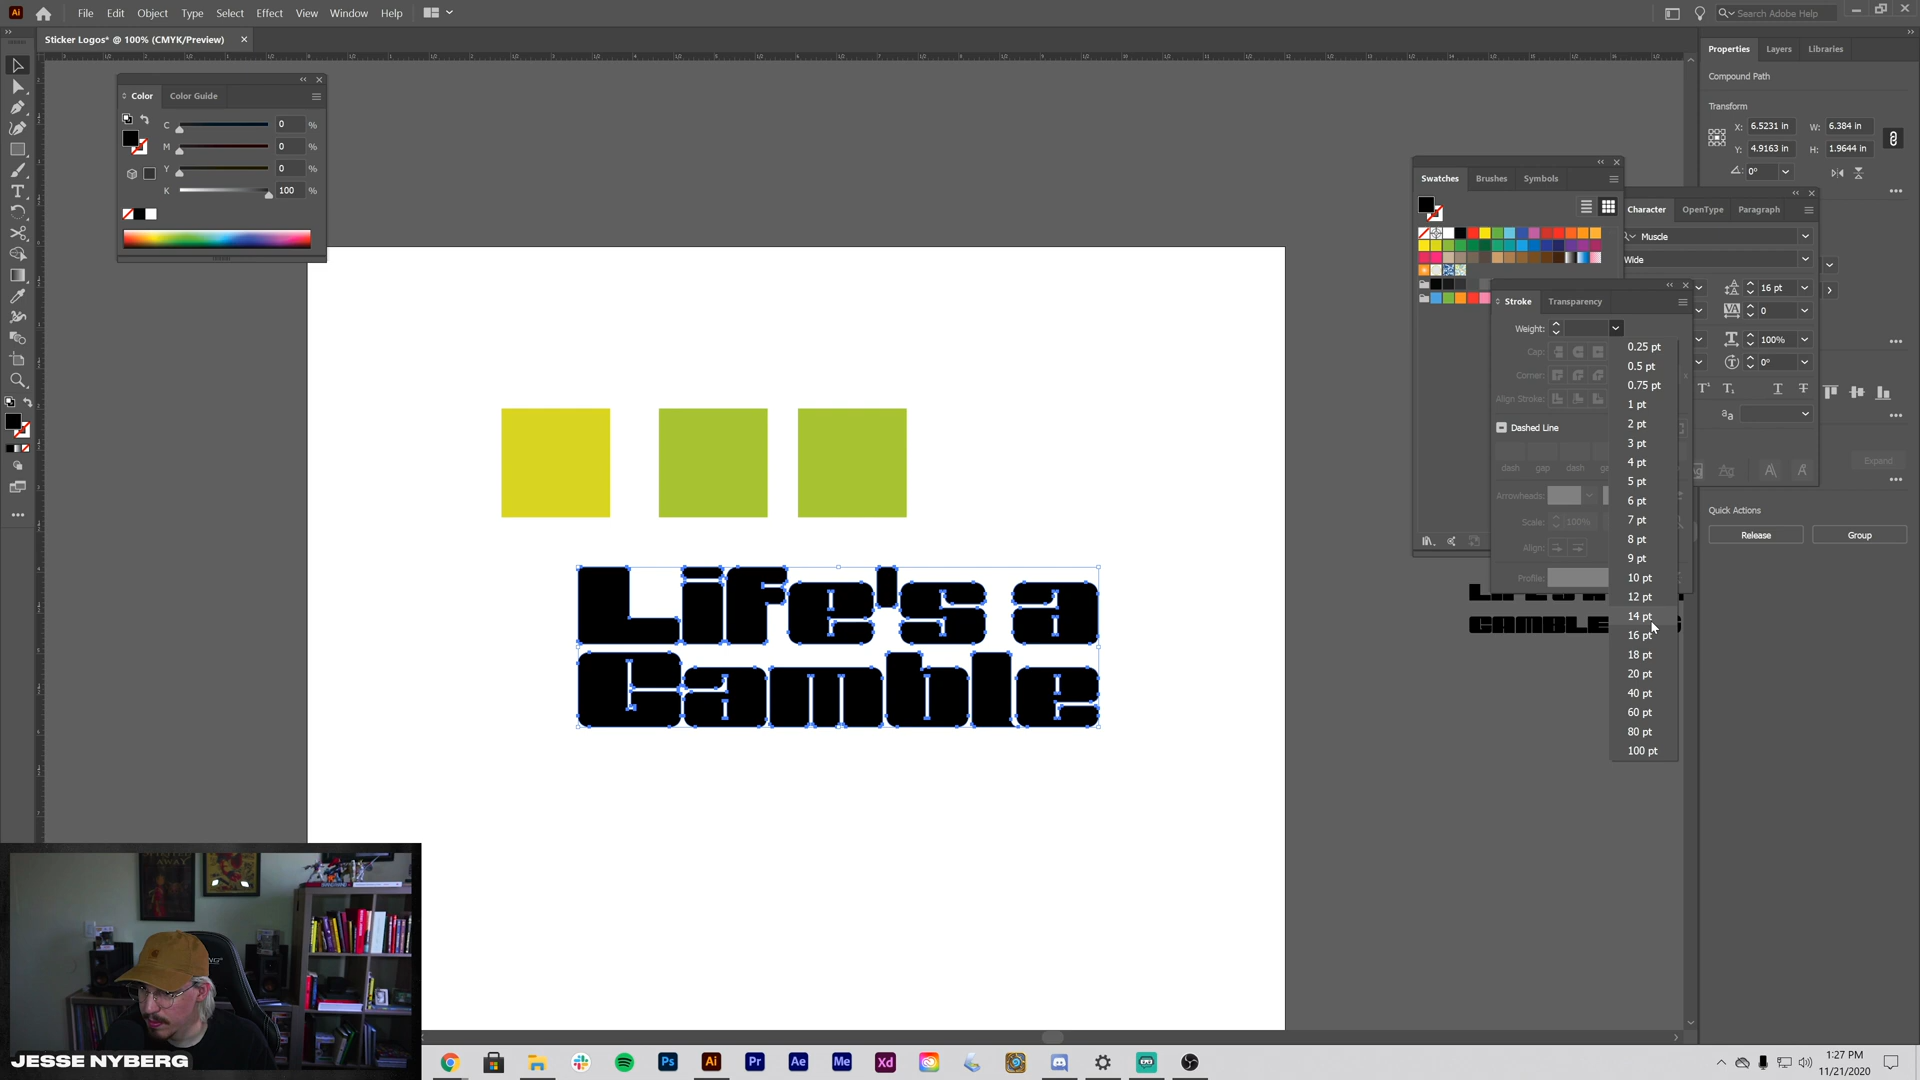 File Edit Object Type Select Effect View Window Help
Search Adobe Help
Sticker Logos* @ 100% (CMYK/Preview)
Properties Layers Libraries
Compound Path
Transform
X: 6.5231 in W: 6.384 in
Y: 4.9163 in H: 1.9644 in
0°
Color Color Guide
C 0 %
M 0 %
Y 0 %
K 100 %
Swatches Brushes Symbols
Character OpenType Paragraph
Muscle
Wide
16 pt
0
100%
0°
Stroke Transparency
Weight:
Cap:
Corner:
Align Stroke:
Dashed Line
dash gap dash
Arrowheads:
Scale: 100%
Align:
Profile:
0.25 pt
0.5 pt
0.75 pt
1 pt
2 pt
3 pt
4 pt
5 pt
6 pt
7 pt
8 pt
9 pt
10 pt
12 pt
14 pt
16 pt
18 pt
20 pt
40 pt
60 pt
80 pt
100 pt
Expand
Quick Actions
Release Group
Life's a
Gamble
JESSE NYBERG
Ps Ai Pr Ae Me Xd
1:27 PM
11/21/2020